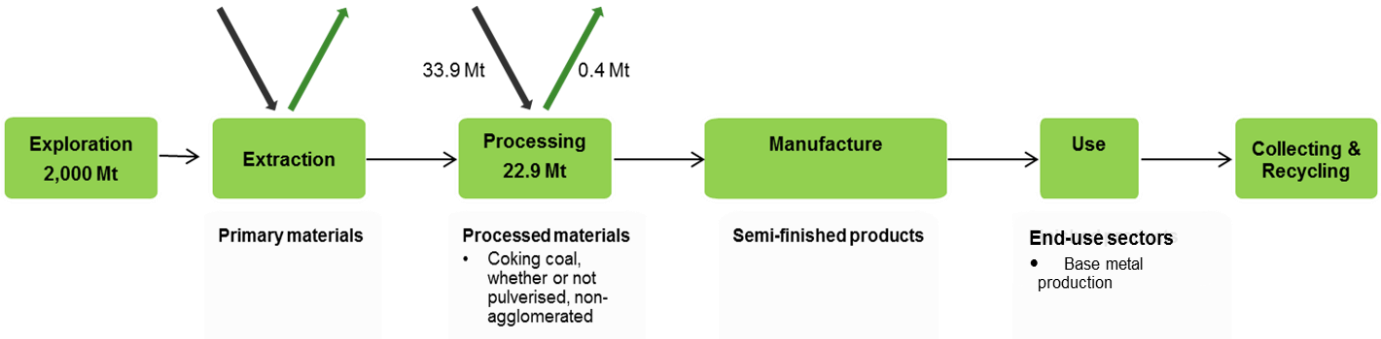 33.9 Mt
0.4 Mt
Exploration
2,000 Mt
Extraction
Processing
22.9 Mt
Manufacture
Use
Collecting &
Recycling
Primary materials
Processed materials
• Coking coal,
whether or not
pulverised, non-
agglomerated
Semi-finished products
End-use sectors
• Base metal
production